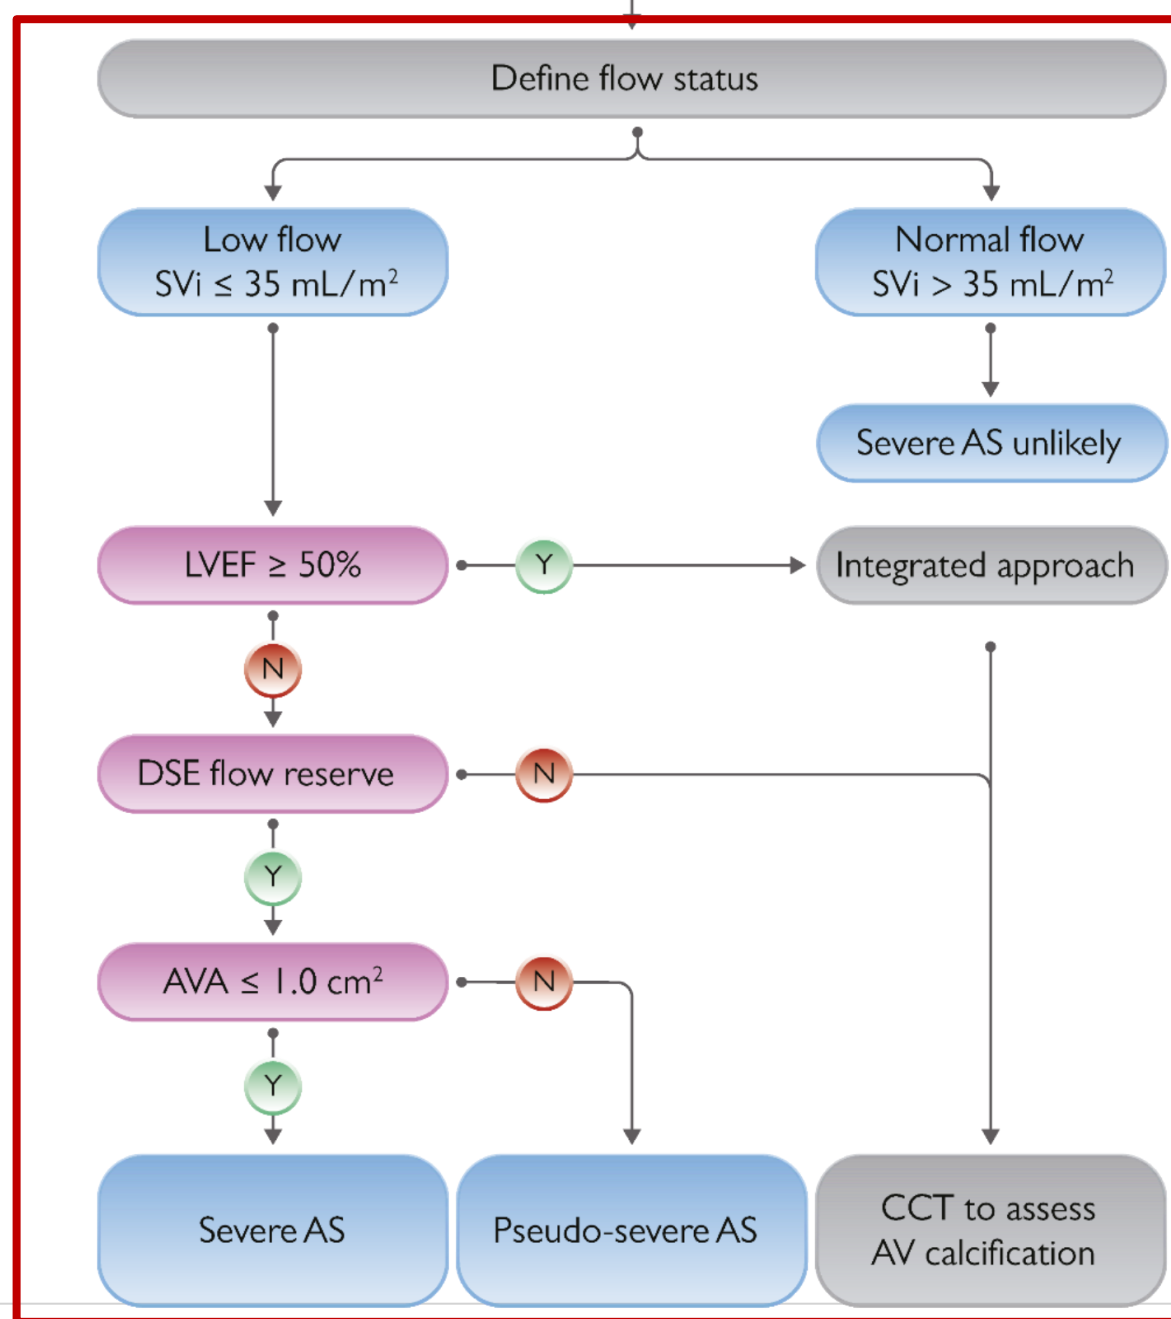 Define flow status
Low flow
SVi ≤ 35 mL/m²
Normal flow
SVi > 35 mL/m²
Severe AS unlikely
LVEF ≥ 50%
Y
Integrated approach
N
DSE flow reserve
N
Y
AVA ≤ 1.0 cm²
N
Y
Severe AS
Pseudo-severe AS
CCT to assess
AV calcification